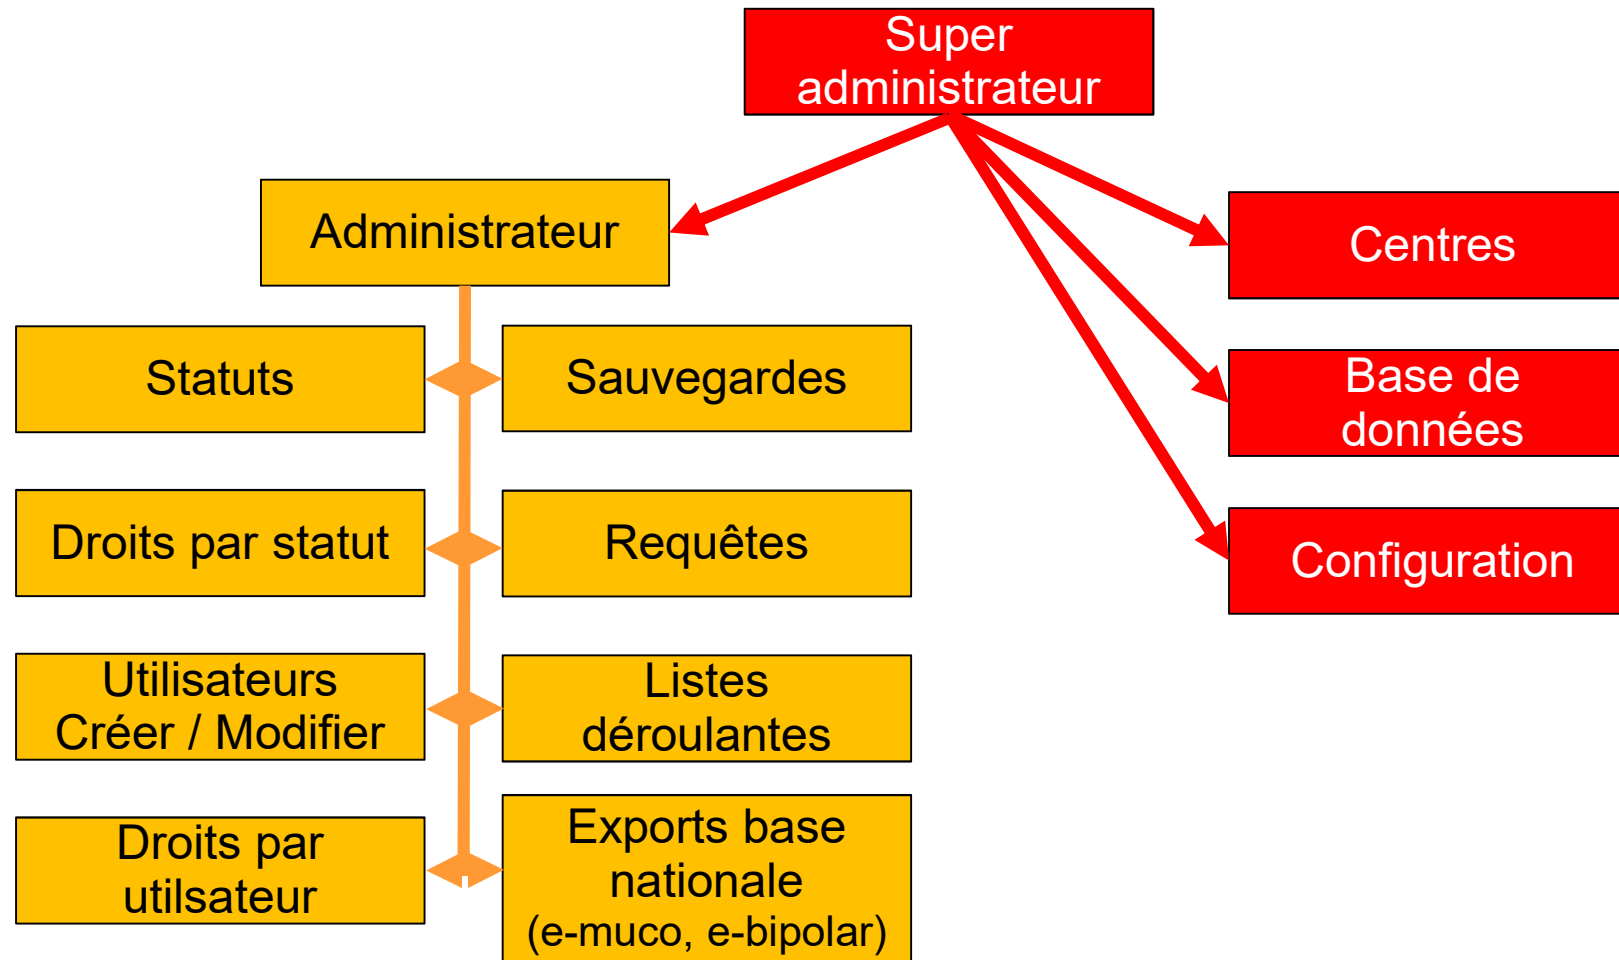 Super
administrateur
Administrateur
Centres
Statuts
Sauvegardes
Base de
données
Droits par statut
Requêtes
Configuration
Utilisateurs
Créer / Modifier
Listes
déroulantes
Droits par
utilsateur
Exports base
nationale
(e-muco, e-bipolar)